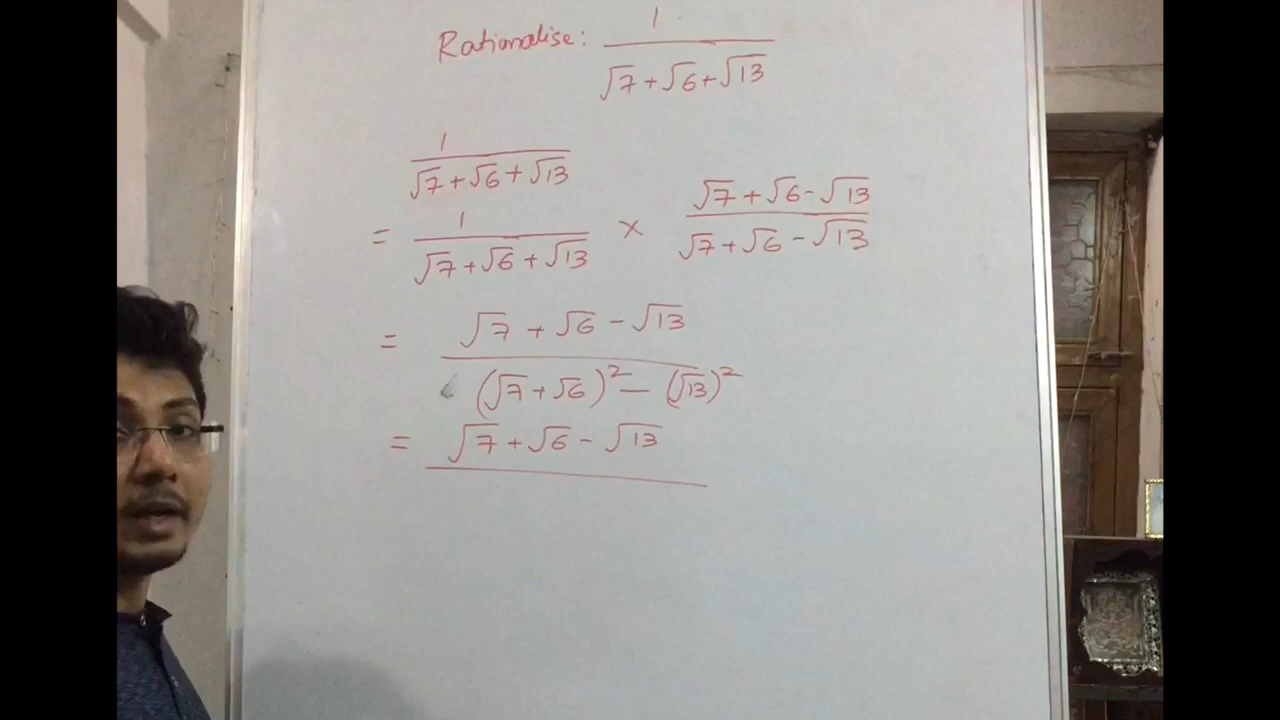 Rationalise: 1/(√7+√6+√13)
1/(√7+√6+√13)
= 1/(√7+√6+√13) × (√7+√6-√13)/(√7+√6-√13)
= (√7+√6-√13)/((√7+√6)²-(√13)²)
= √7+√6-√13